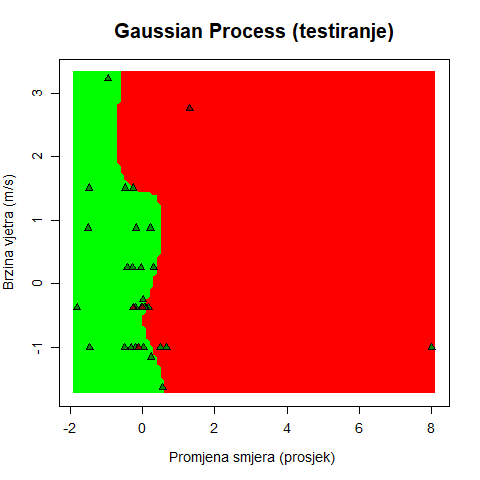 Gaussian Process (testiranje)
3
2
1
0
-1
Brzina vjetra (m/s)
-2 0 2 4 6 8
Promjena smjera (prosjek)